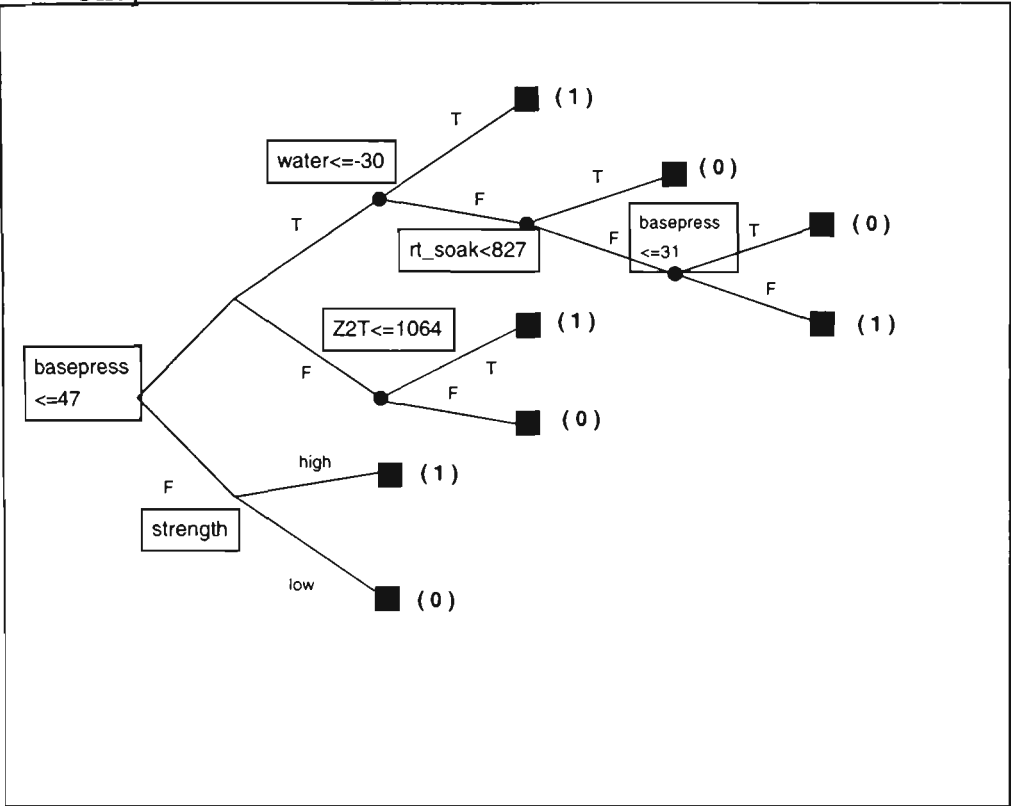 T
( 1 )
water<=-30
T
( 0 )
F
T
basepress
<=31
T
( 0 )
F
rt_soak<827
F
( 1 )
Z2T<=1064
( 1 )
F
T
basepress
<=47
F
( 0 )
high
( 1 )
F
strength
low
( 0 )